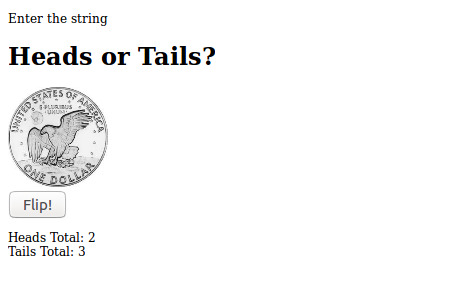 Enter the string
Heads or Tails?
UNITED STATES OF AMERICA
E·PLURIBUS
UNUM
ONE DOLLAR
Flip!
Heads Total: 2
Tails Total: 3